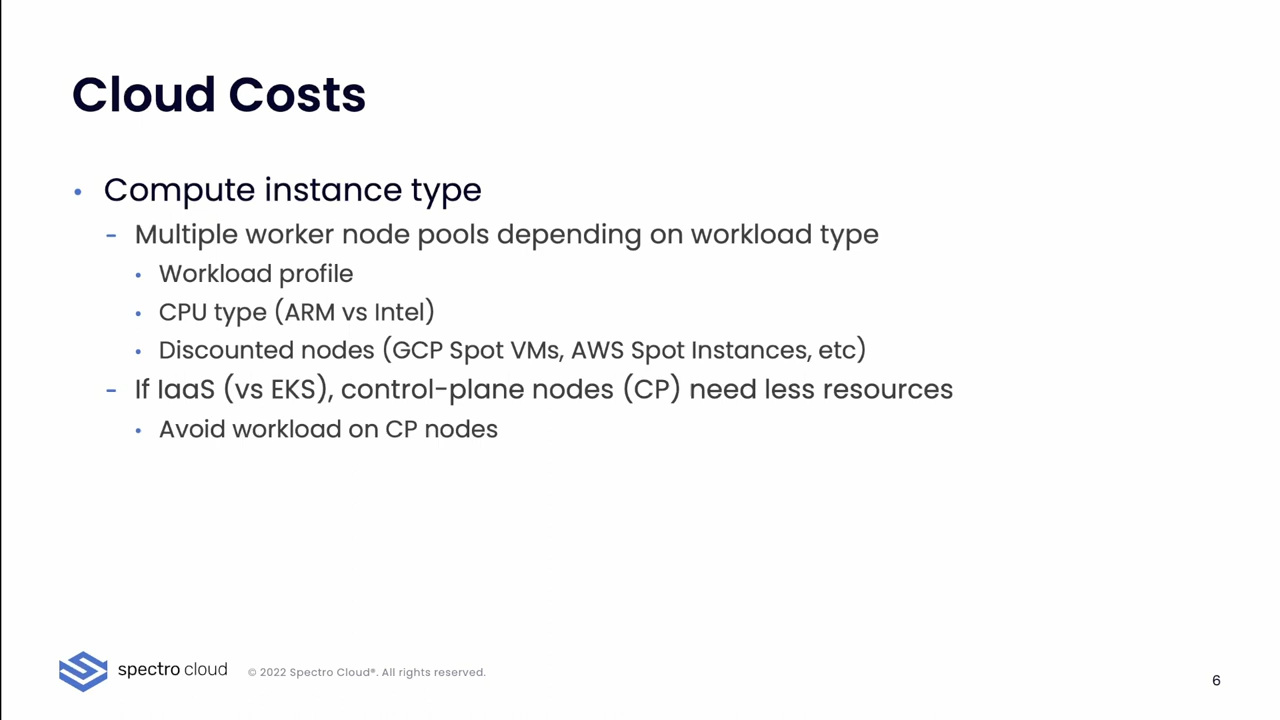 Cloud Costs
• Compute instance type
- Multiple worker node pools depending on workload type
• Workload profile
• CPU type (ARM vs Intel)
• Discounted nodes (GCP Spot VMs, AWS Spot Instances, etc)
- If IaaS (vs EKS), control-plane nodes (CP) need less resources
• Avoid workload on CP nodes
spectro cloud © 2022 Spectro Cloud®. All rights reserved.
6